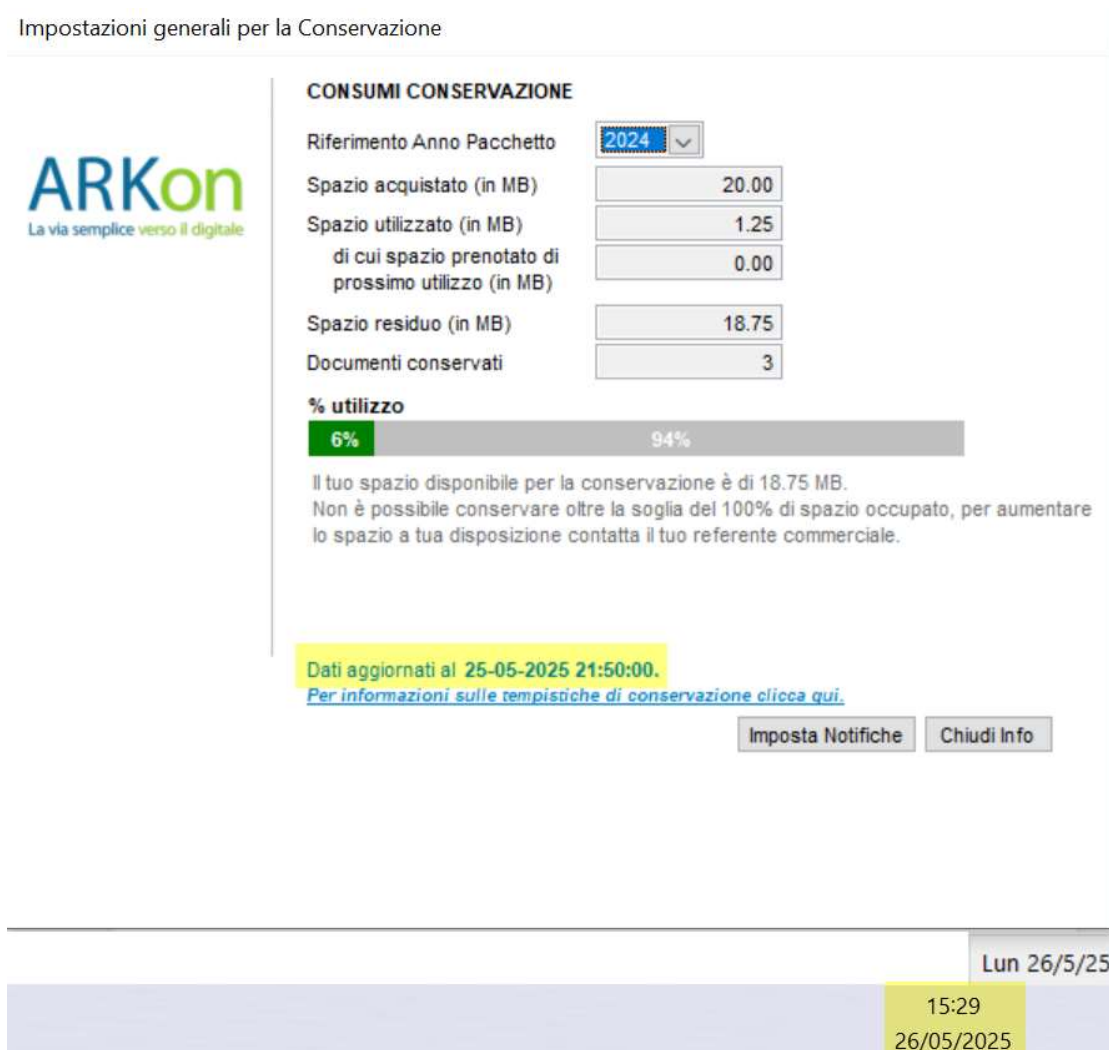 Impostazioni generali per la Conservazione
ARKon
La via semplice verso il digitale
CONSUMI CONSERVAZIONE
Riferimento Anno Pacchetto 2024
Spazio acquistato (in MB) 20.00
Spazio utilizzato (in MB) 1.25
di cui spazio prenotato di
prossimo utilizzo (in MB) 0.00
Spazio residuo (in MB) 18.75
Documenti conservati 3
% utilizzo
6% 94%
Il tuo spazio disponibile per la conservazione è di 18.75 MB.
Non è possibile conservare oltre la soglia del 100% di spazio occupato, per aumentare
lo spazio a tua disposizione contatta il tuo referente commerciale.
Dati aggiornati al 25-05-2025 21:50:00.
Per informazioni sulle tempistiche di conservazione clicca qui.
Imposta Notifiche Chiudi Info
Lun 26/5/25
15:29
26/05/2025